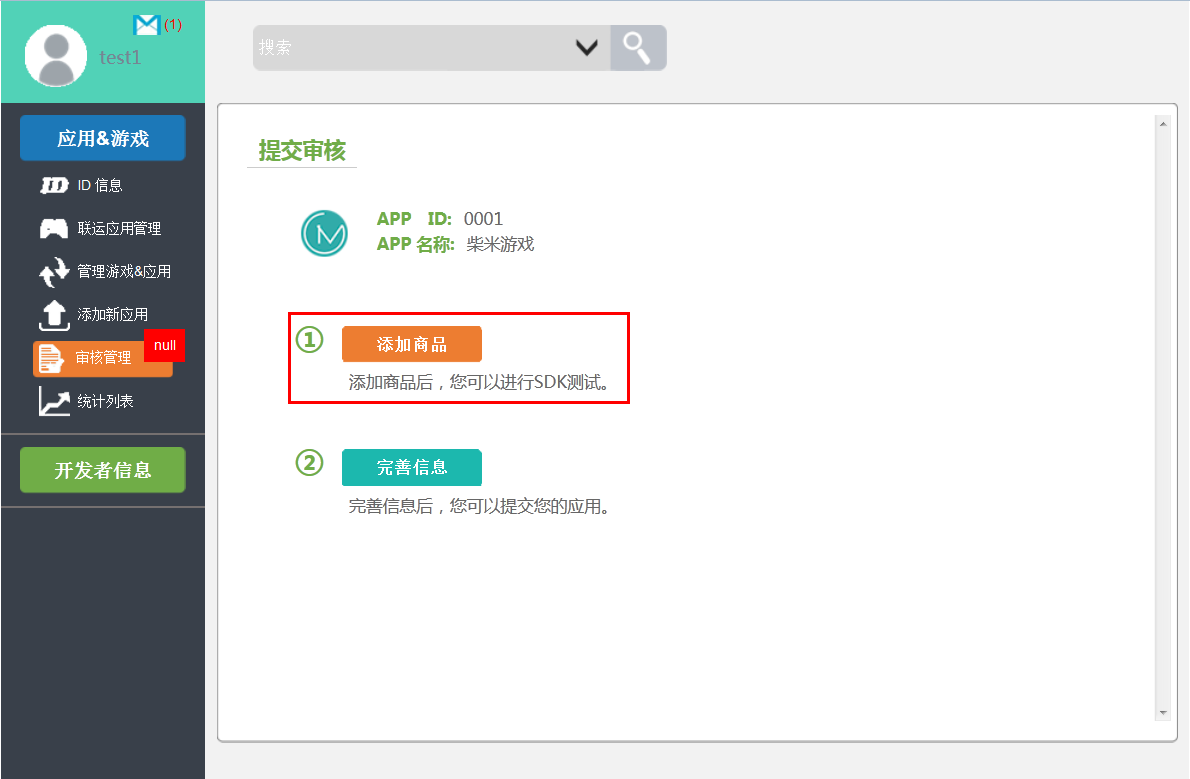 (1)
test1
搜索
应用&游戏
ID 信息
联运应用管理
管理游戏&应用
添加新应用
null
审核管理
统计列表
开发者信息
提交审核
APP ID: 0001
APP 名称: 柴米游戏
① 添加商品
添加商品后，您可以进行SDK测试。
② 完善信息
完善信息后，您可以提交您的应用。